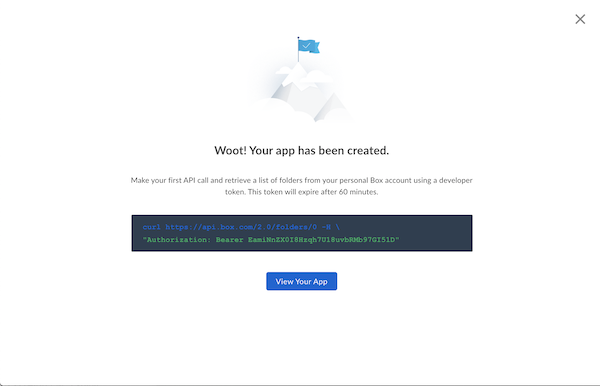 Woot! Your app has been created.
Make your first API call and retrieve a list of folders from your personal Box account using a developer
token. This token will expire after 60 minutes.
curl https://api.box.com/2.0/folders/0 -H \
"Authorization: Bearer EamiNnZX0I8Hzqh7U18uvbRMb97GI51D"
View Your App